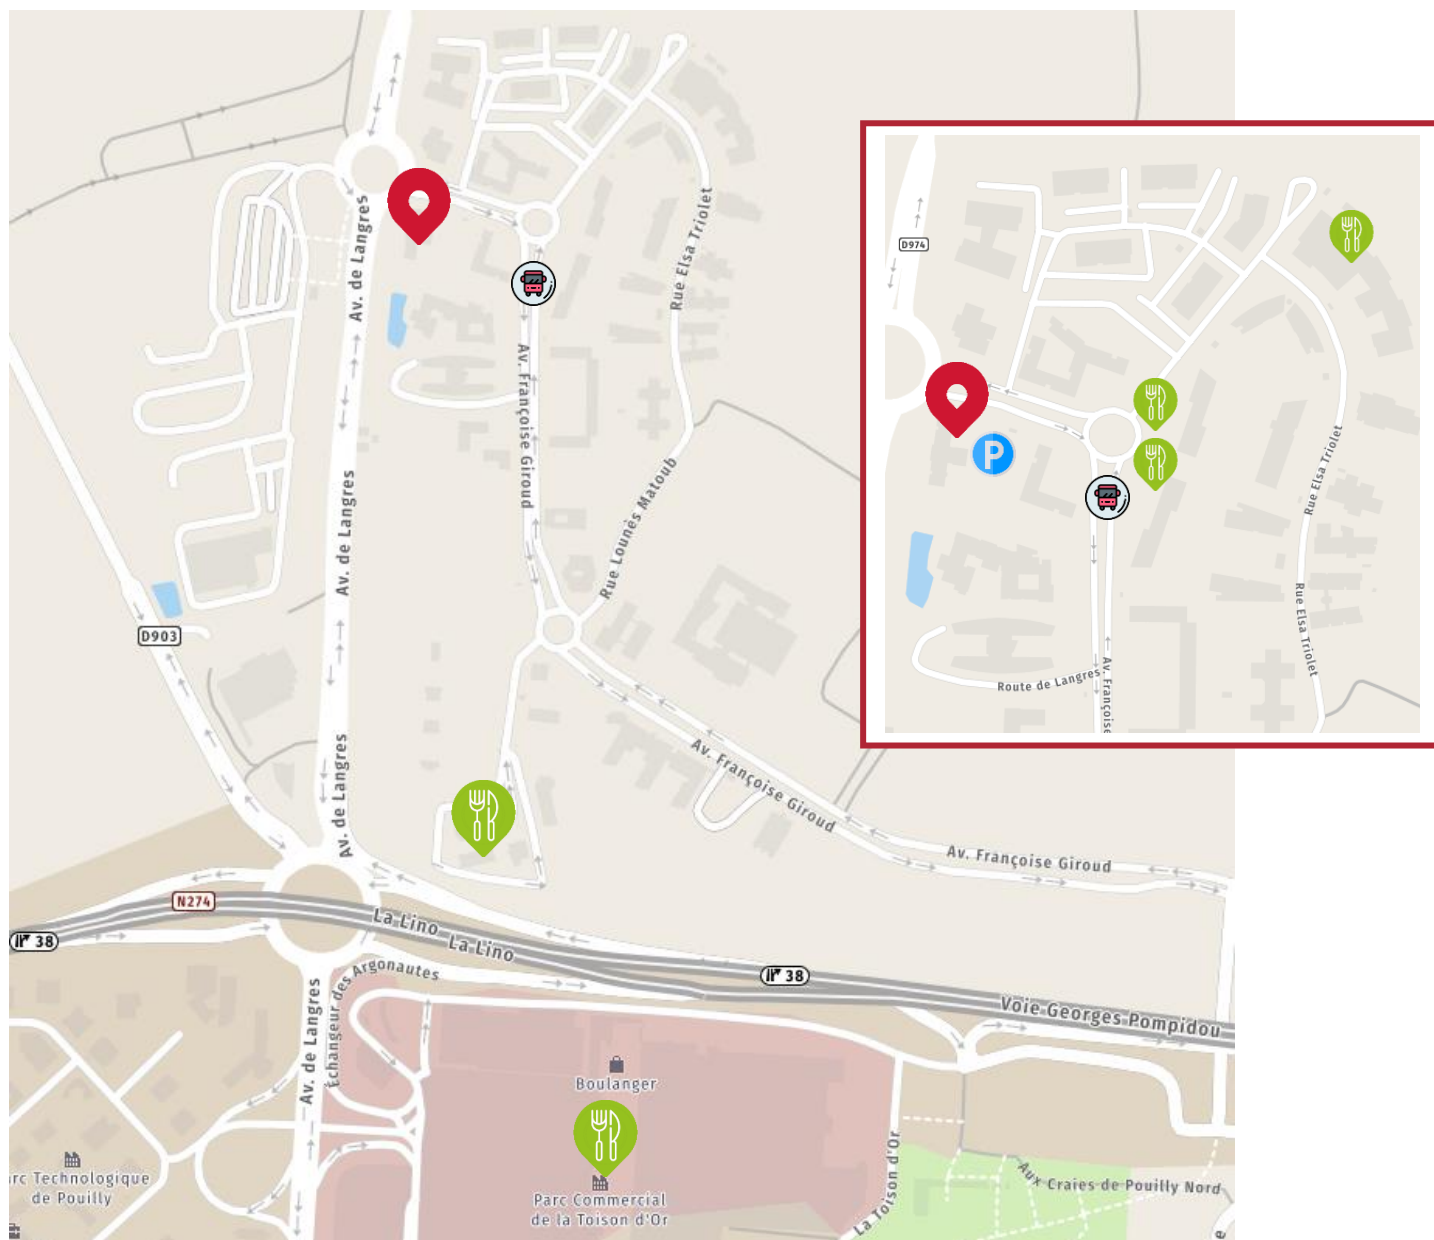 Av. de Langres
Rue Elsa Triolet
Av. Françoise Giroud
Av. de Langres
Rue Lounès Matoub
D903
Av. de Langres
Av. Françoise Giroud
Av. Françoise Giroud
N274
La Lino
La Lino
38
38
Voie Georges Pompidou
Échangeur des Argonautes
Av. de Langres
Boulanger
Parc Commercial
de la Toison d'Or
rc Technologique
de Pouilly
La Toison d'Or
Aux Craies de Pouilly Nord
e
D974
P
Rue Elsa Triolet
Rue Elsa Triolet
Route de Langres
Av. Françoise